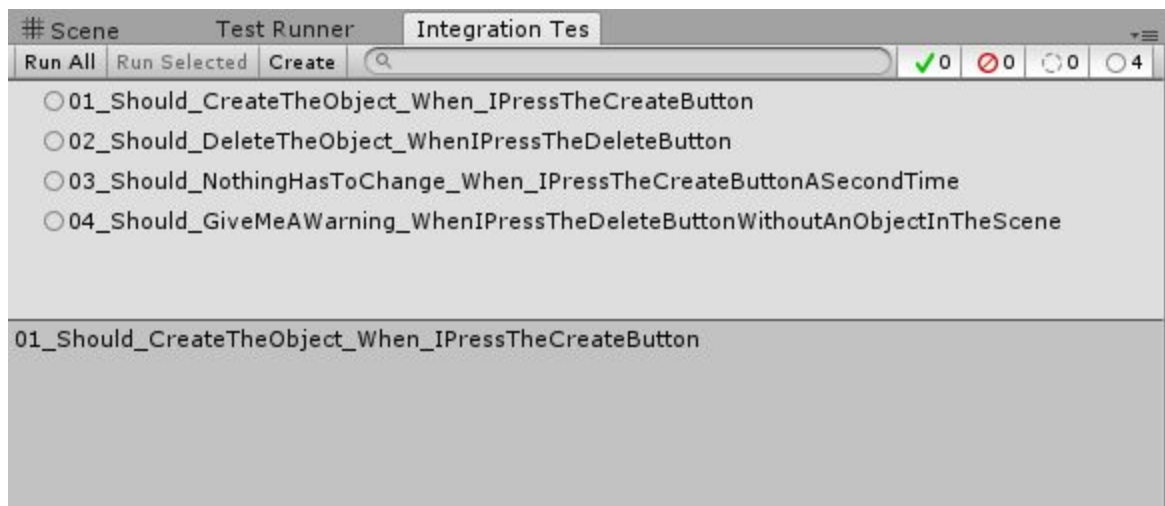 # Scene Test Runner Integration Tes
Run All Run Selected Create 0 0 0 4
01_Should_CreateTheObject_When_IPressTheCreateButton
02_Should_DeleteTheObject_WhenIPressTheDeleteButton
03_Should_NothingHasToChange_When_IPressTheCreateButtonASecondTime
04_Should_GiveMeAWarning_WhenIPressTheDeleteButtonWithoutAnObjectInTheScene
01_Should_CreateTheObject_When_IPressTheCreateButton